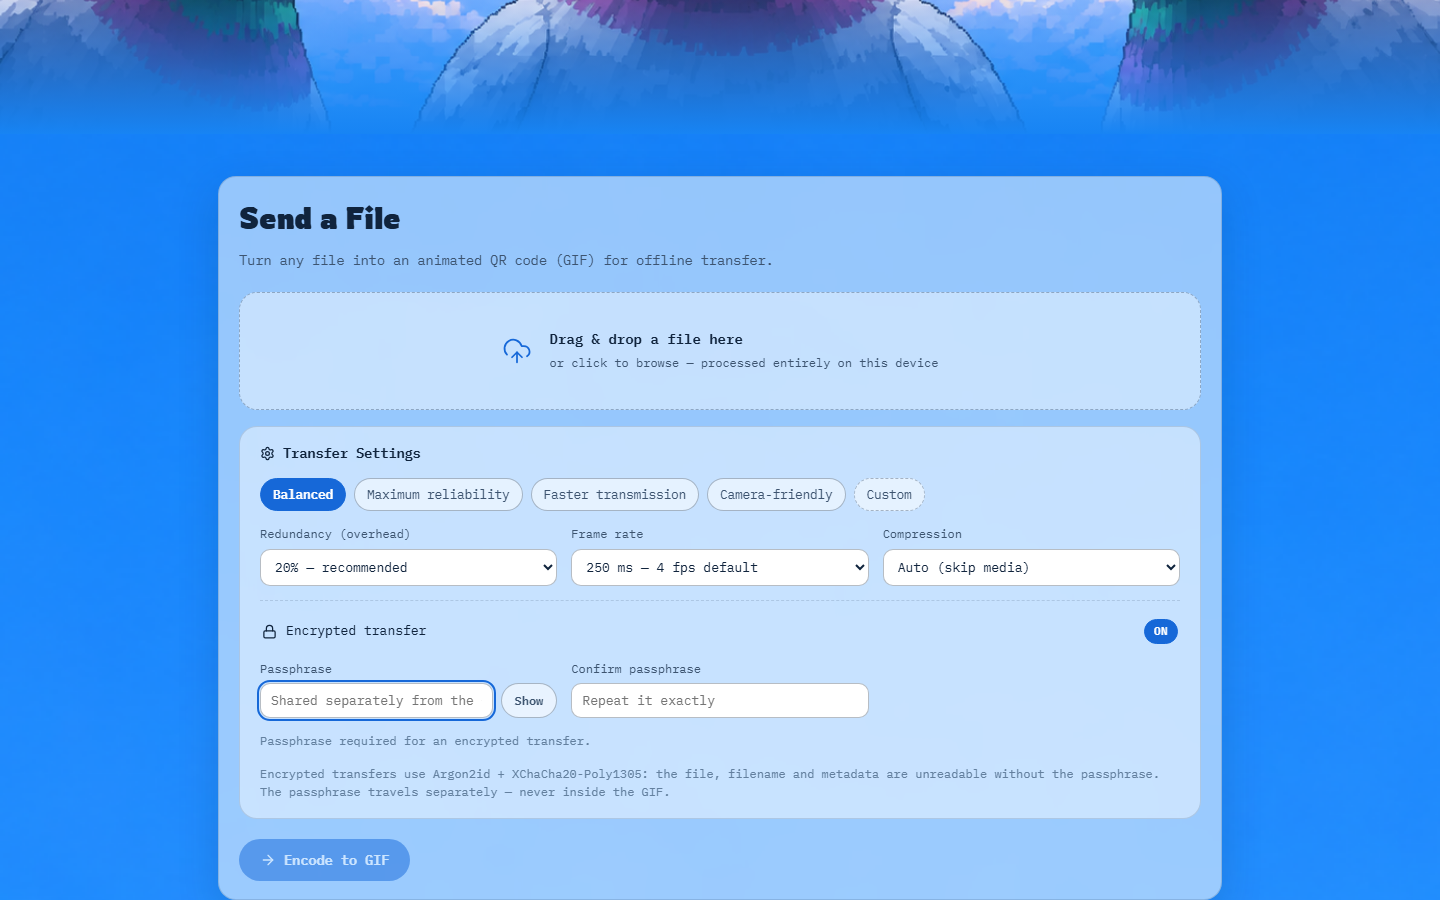 Send a File
Turn any file into an animated QR code (GIF) for offline transfer.
Drag & drop a file here
or click to browse — processed entirely on this device
Transfer Settings
Balanced
Maximum reliability
Faster transmission
Camera-friendly
Custom
Redundancy (overhead)
Frame rate
Compression
20% — recommended
250 ms — 4 fps default
Auto (skip media)
Encrypted transfer
ON
Passphrase
Confirm passphrase
Shared separately from the
Show
Repeat it exactly
Passphrase required for an encrypted transfer.
Encrypted transfers use Argon2id + XChaCha20-Poly1305: the file, filename and metadata are unreadable without the passphrase.
The passphrase travels separately — never inside the GIF.
Encode to GIF